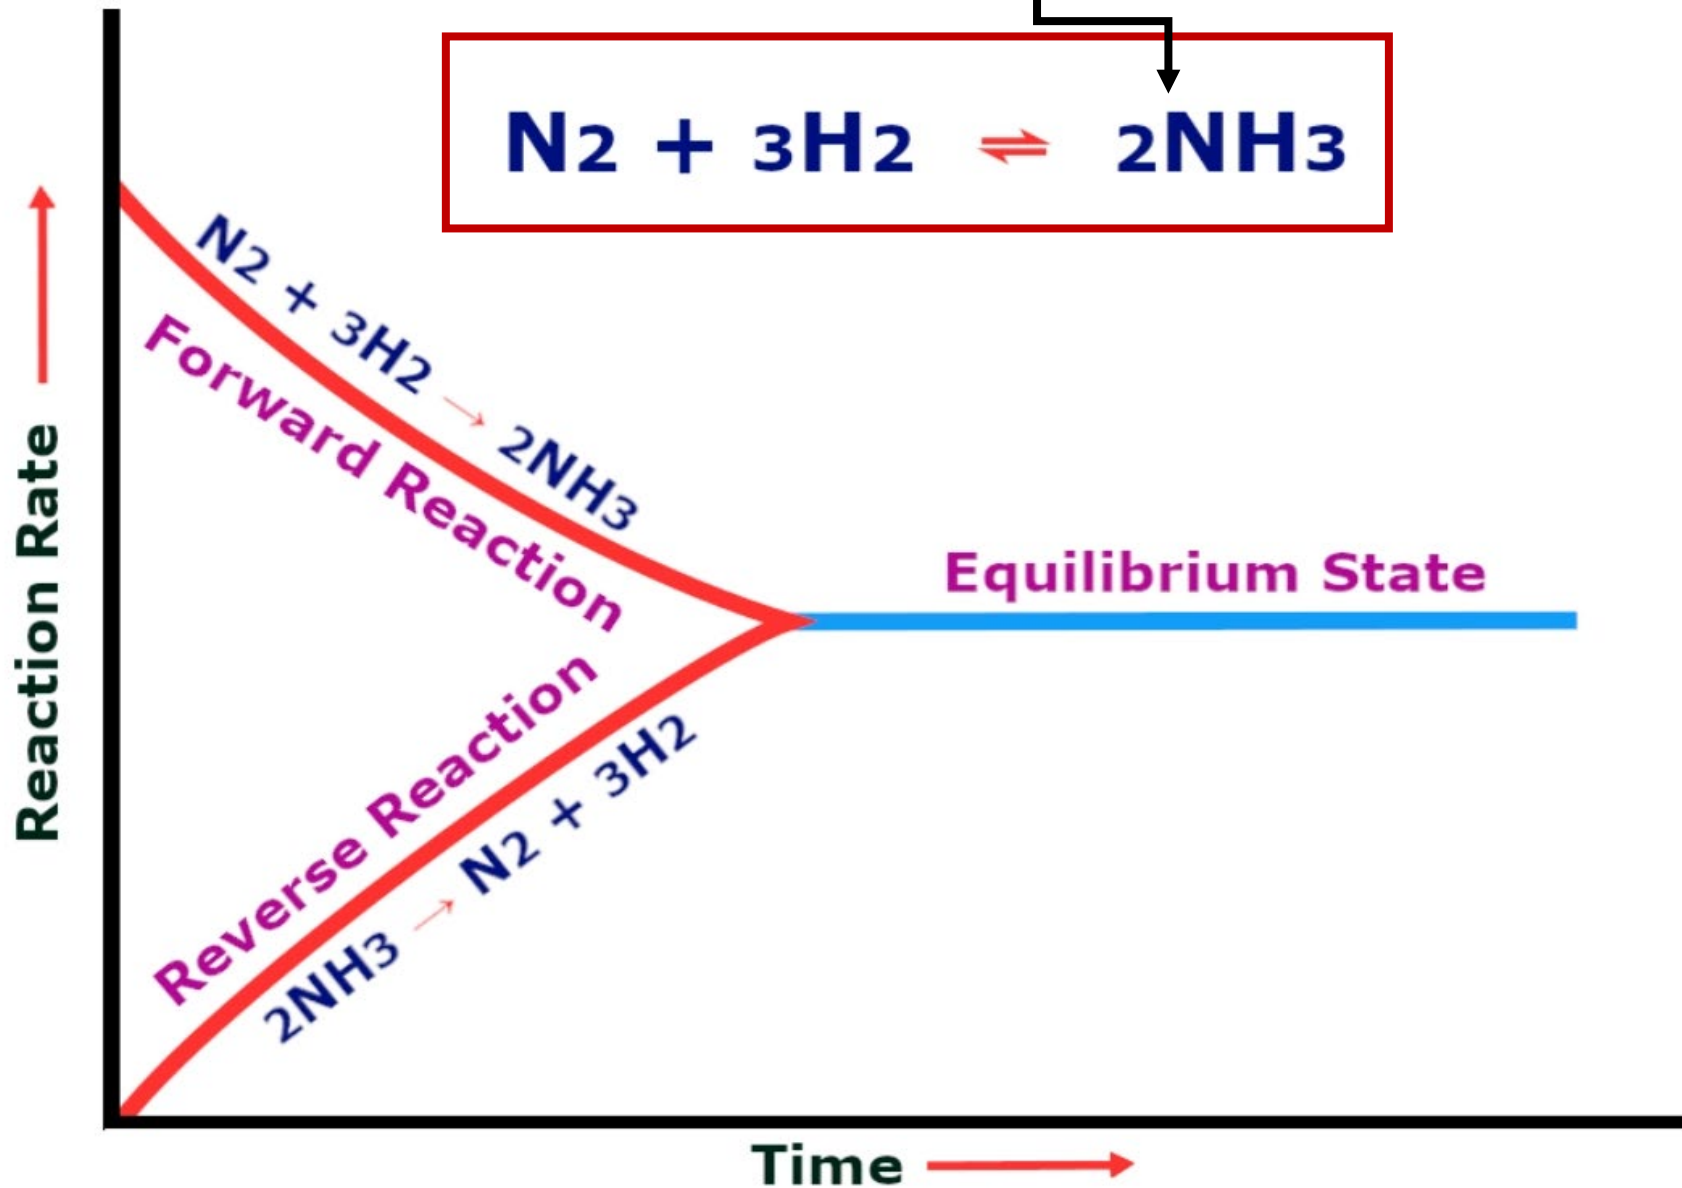 N2 + 3H2 ⇌ 2NH3
N2 + 3H2 → 2NH3
Forward Reaction
Equilibrium State
Reverse Reaction
2NH3 → N2 + 3H2
Reaction Rate
Time